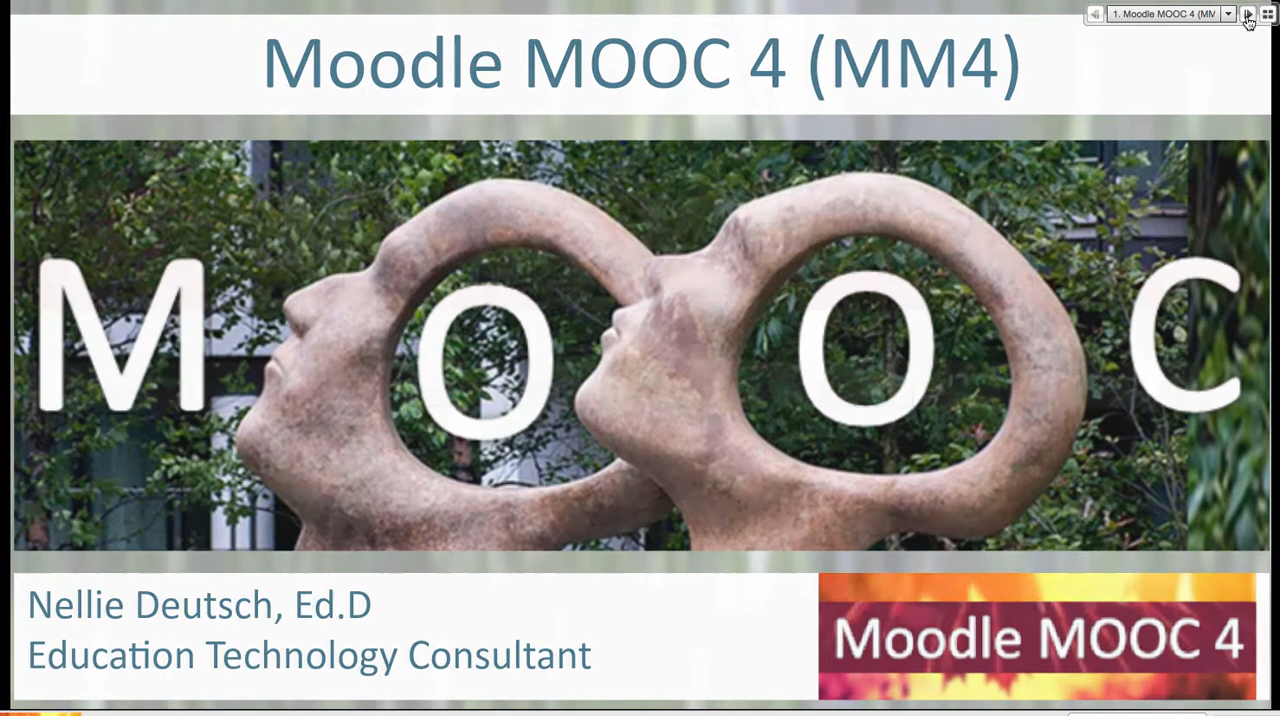 1. Moodle MOOC 4 (MM
Moodle MOOC 4 (MM4)
M O O C
Nellie Deutsch, Ed.D
Education Technology Consultant
Moodle MOOC 4